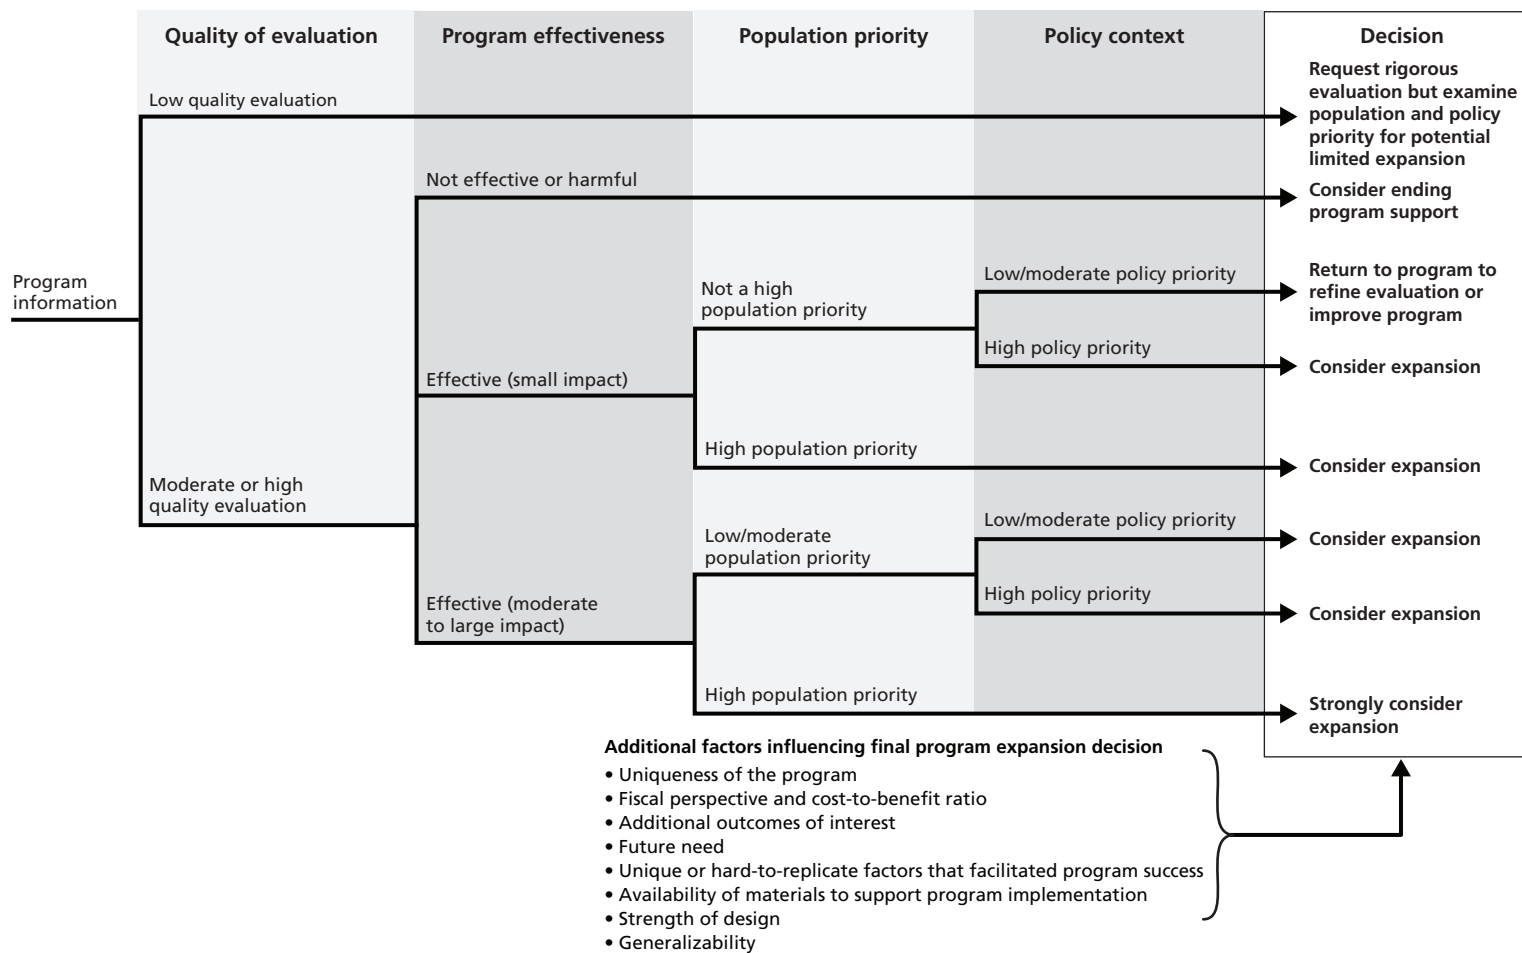 Quality of evaluation
Program effectiveness
Population priority
Policy context
Decision
Low quality evaluation
Request rigorous
evaluation but examine
population and policy
priority for potential
limited expansion
Not effective or harmful
Consider ending
program support
Program
information
Not a high
population priority
Low/moderate policy priority
Return to program to
refine evaluation or
improve program
High policy priority
Consider expansion
Effective (small impact)
High population priority
Consider expansion
Moderate or high
quality evaluation
Low/moderate
population priority
Low/moderate policy priority
Consider expansion
High policy priority
Consider expansion
Effective (moderate
to large impact)
High population priority
Strongly consider
expansion
Additional factors influencing final program expansion decision
• Uniqueness of the program
• Fiscal perspective and cost-to-benefit ratio
• Additional outcomes of interest
• Future need
• Unique or hard-to-replicate factors that facilitated program success
• Availability of materials to support program implementation
• Strength of design
• Generalizability